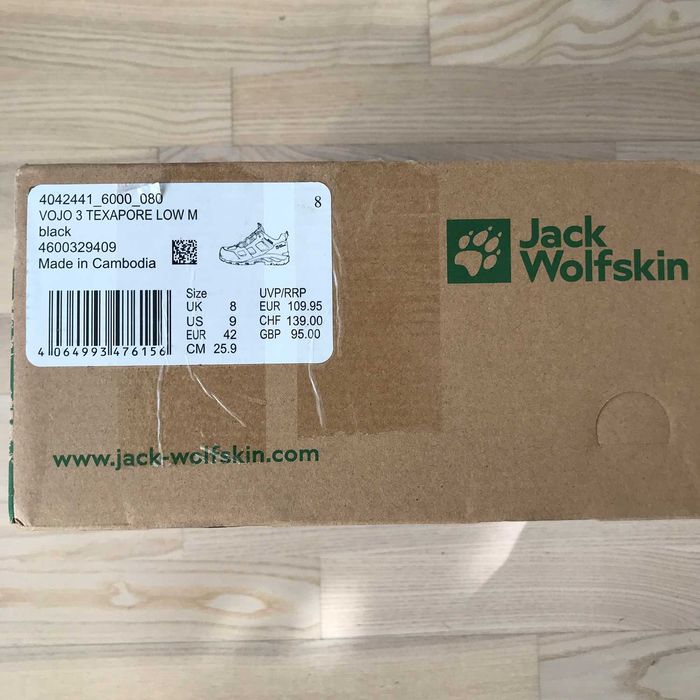 4042441_6000_080
VOJO 3 TEXAPORE LOW M
black
4600329409
Made in Cambodia
8
Size
UK 8
US 9
EUR 42
CM 25.9
UVP/RRP
EUR 109.95
CHF 139.00
GBP 95.00
4 064993 476156
Jack
Wolfskin
www.jack-wolfskin.com